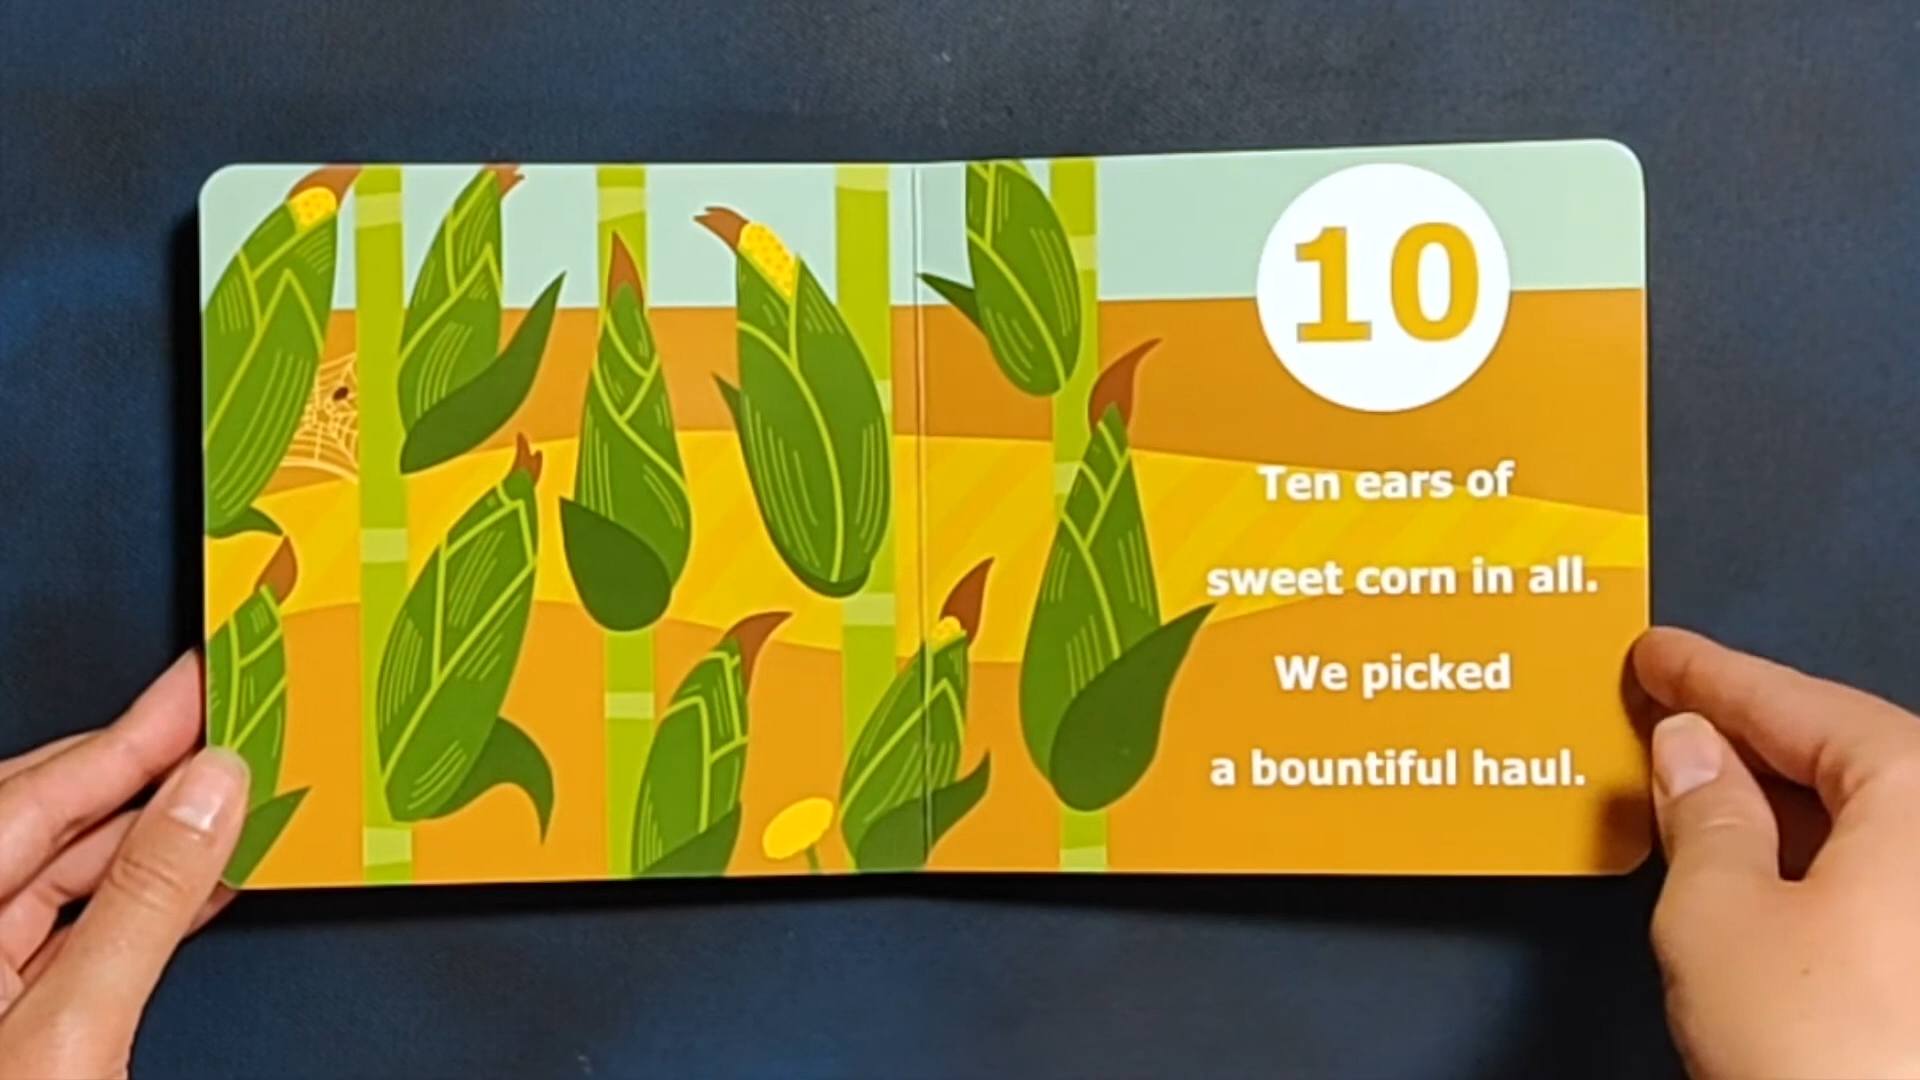 10
Ten ears of
sweet corn in all.
We picked
a bountiful haul.